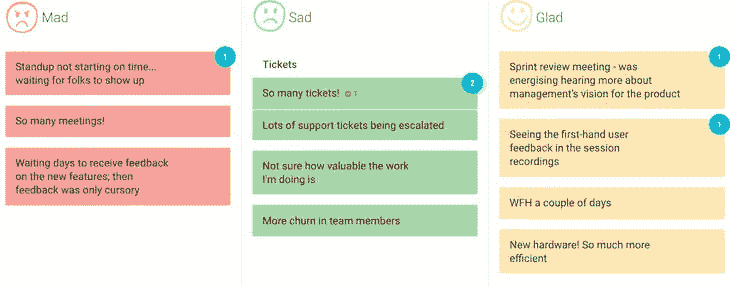 Mad
1
Standup not starting on time...
waiting for folks to show up
So many meetings!
Waiting days to receive feedback
on the new features; then
feedback was only cursory
Sad
Tickets
2
So many tickets!
Lots of support tickets being escalated
Not sure how valuable the work
I'm doing is
More churn in team members
Glad
1
Sprint review meeting - was
energising hearing more about
management's vision for the product
Seeing the first-hand user
feedback in the session
recordings
WFH a couple of days
New hardware! So much more
efficient